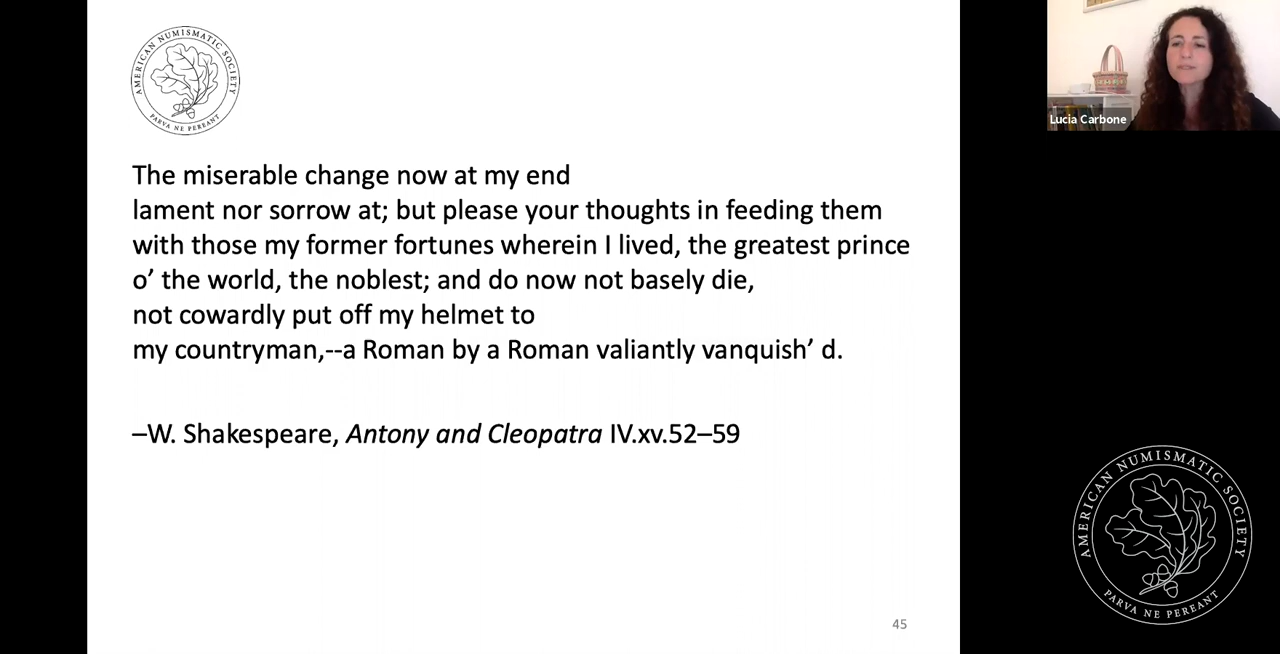 AMERICAN NUMISMATIC SOCIETY
PARVA NE PEREANT
The miserable change now at my end
lament nor sorrow at; but please your thoughts in feeding them
with those my former fortunes wherein I lived, the greatest prince
o’ the world, the noblest; and do now not basely die,
not cowardly put off my helmet to
my countryman,--a Roman by a Roman valiantly vanquish’ d.
–W. Shakespeare, Antony and Cleopatra IV.xv.52–59
45
Lucia Carbone
AMERICAN NUMISMATIC SOCIETY
PARVA NE PEREANT